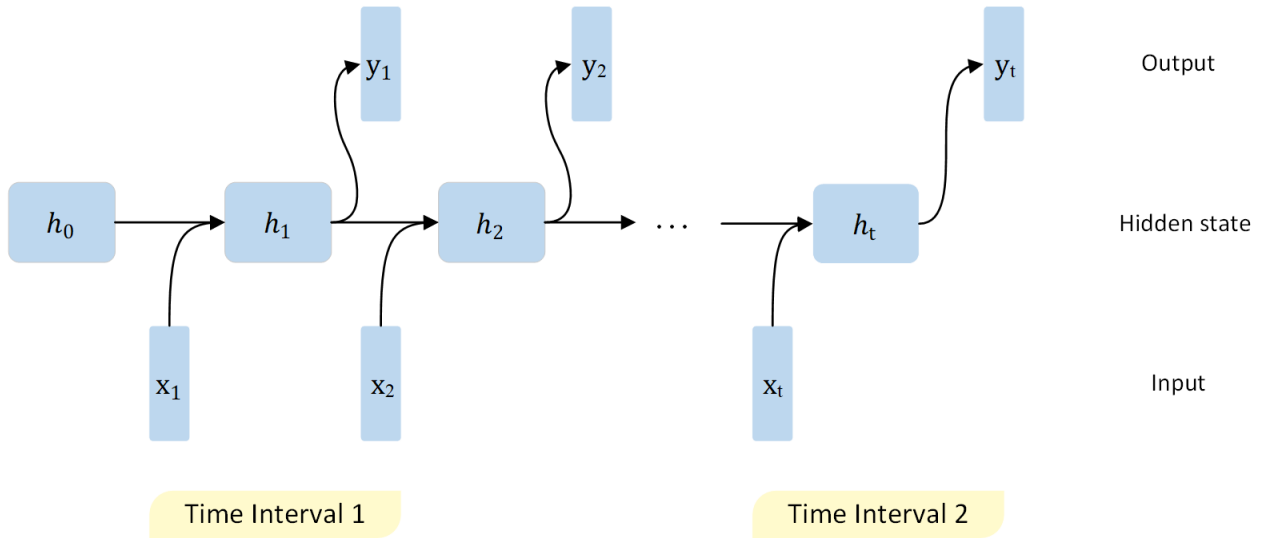 y₁ y₂ yₜ Output
h₀ h₁ h₂ ... hₜ Hidden state
x₁ x₂ xₜ Input
Time Interval 1 Time Interval 2